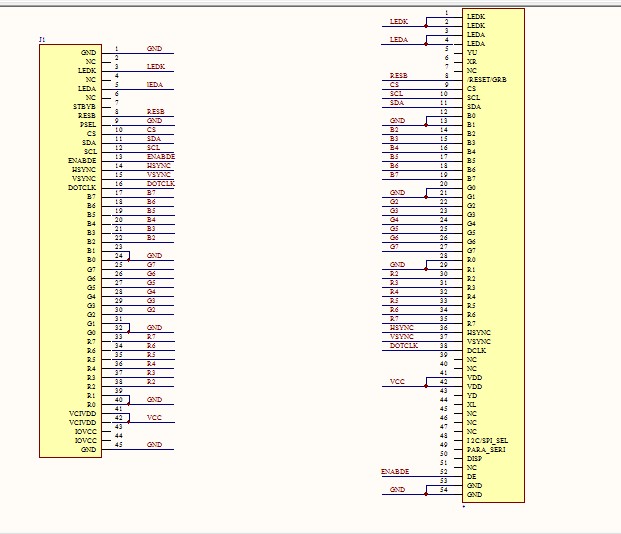 J1
GND 1 GND
NC 2
LEDK 3 LEDK
NC 4
LEDA 5 lEDA
NC 6
STBYB 7
RESB 8 RESB
PSEL 9 GND
CS 10 CS
SDA 11 SDA
SCL 12 SCL
ENABDE 13 ENABDE
HSYNC 14 HSYNC
VSYNC 15 VSYNC
DOTCLK 16 DOTCLK
B7 17 B7
B6 18 B6
B5 19 B5
B4 20 B4
B3 21 B3
B2 22 B2
B1 23
B0 24 GND
G7 25 G7
G6 26 G6
G5 27 G5
G4 28 G4
G3 29 G3
G2 30 G2
G1 31
G0 32 GND
R7 33 R7
R6 34 R6
R5 35 R5
R4 36 R4
R3 37 R3
R2 38 R2
R1 39
R0 40 GND
VCIVDD 41
VCIVDD 42 VCC
IOVCC 43
IOVCC 44
GND 45 GND
1 LEDK
LEDK 2 LEDK
3 LEDA
LEDA 4 LEDA
5 YU
6 XR
7 NC
RESB 8 /RESET/GRB
CS 9 CS
SCL 10 SCL
SDA 11 SDA
12 B0
GND 13 B1
B2 14 B2
B3 15 B3
B4 16 B4
B5 17 B5
B6 18 B6
B7 19 B7
20 G0
GND 21 G1
G2 22 G2
G3 23 G3
G4 24 G4
G5 25 G5
G6 26 G6
G7 27 G7
28 R0
GND 29 R1
R2 30 R2
R3 31 R3
R4 32 R4
R5 33 R5
R6 34 R6
R7 35 R7
HSYNC 36 HSYNC
VSYNC 37 VSYNC
DOTCLK 38 DCLK
39 NC
40 NC
41 VDD
VCC 42 VDD
43 YD
44 XL
45 NC
46 NC
47 NC
48 I2C/SPI_SEL
49 PARA_SERI
50 DISP
51 NC
ENABDE 52 DE
53 GND
GND 54 GND